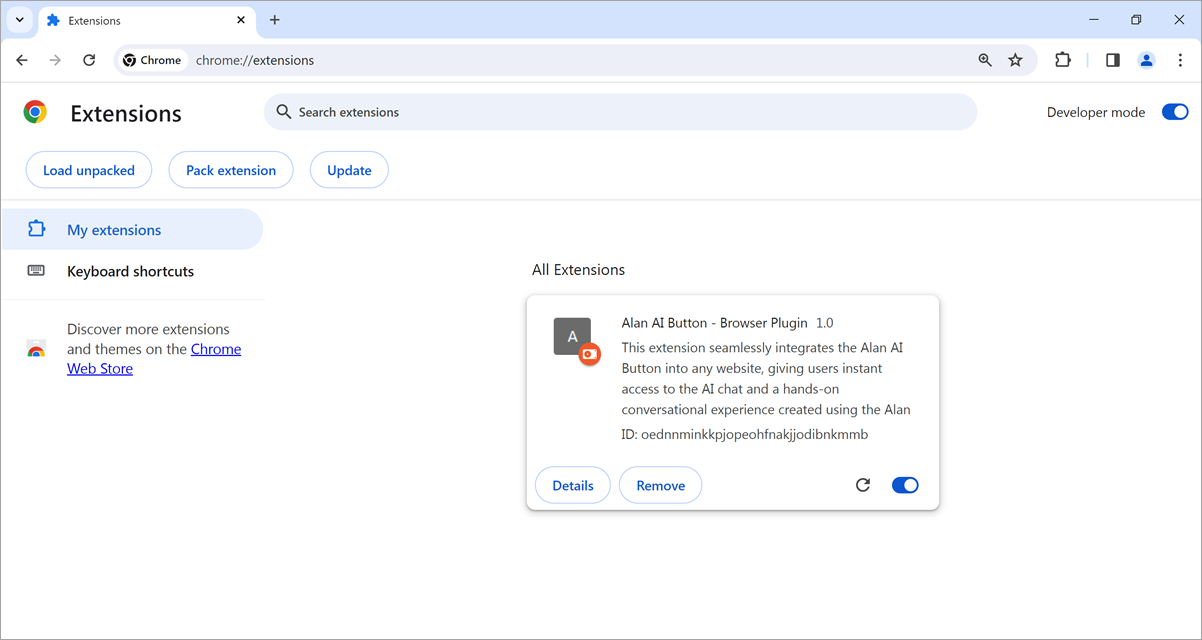 Extensions
Chrome
chrome://extensions
Extensions
Search extensions
Developer mode
Load unpacked
Pack extension
Update
My extensions
Keyboard shortcuts
Discover more extensions
and themes on the Chrome
Web Store
All Extensions
A
Alan AI Button - Browser Plugin 1.0
This extension seamlessly integrates the Alan AI
Button into any website, giving users instant
access to the AI chat and a hands-on
conversational experience created using the Alan
ID: oednnminkkpjopeohfnakjjodibnkmmb
Details
Remove